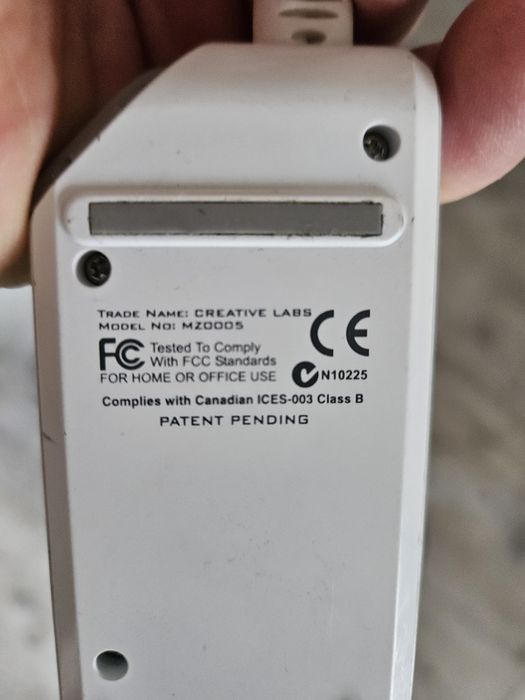 TRADE NAME: CREATIVE LABS
MODEL NO: MZ0005
CE
FC Tested To Comply
With FCC Standards
FOR HOME OR OFFICE USE
N10225
Complies with Canadian ICES-003 Class B
PATENT PENDING